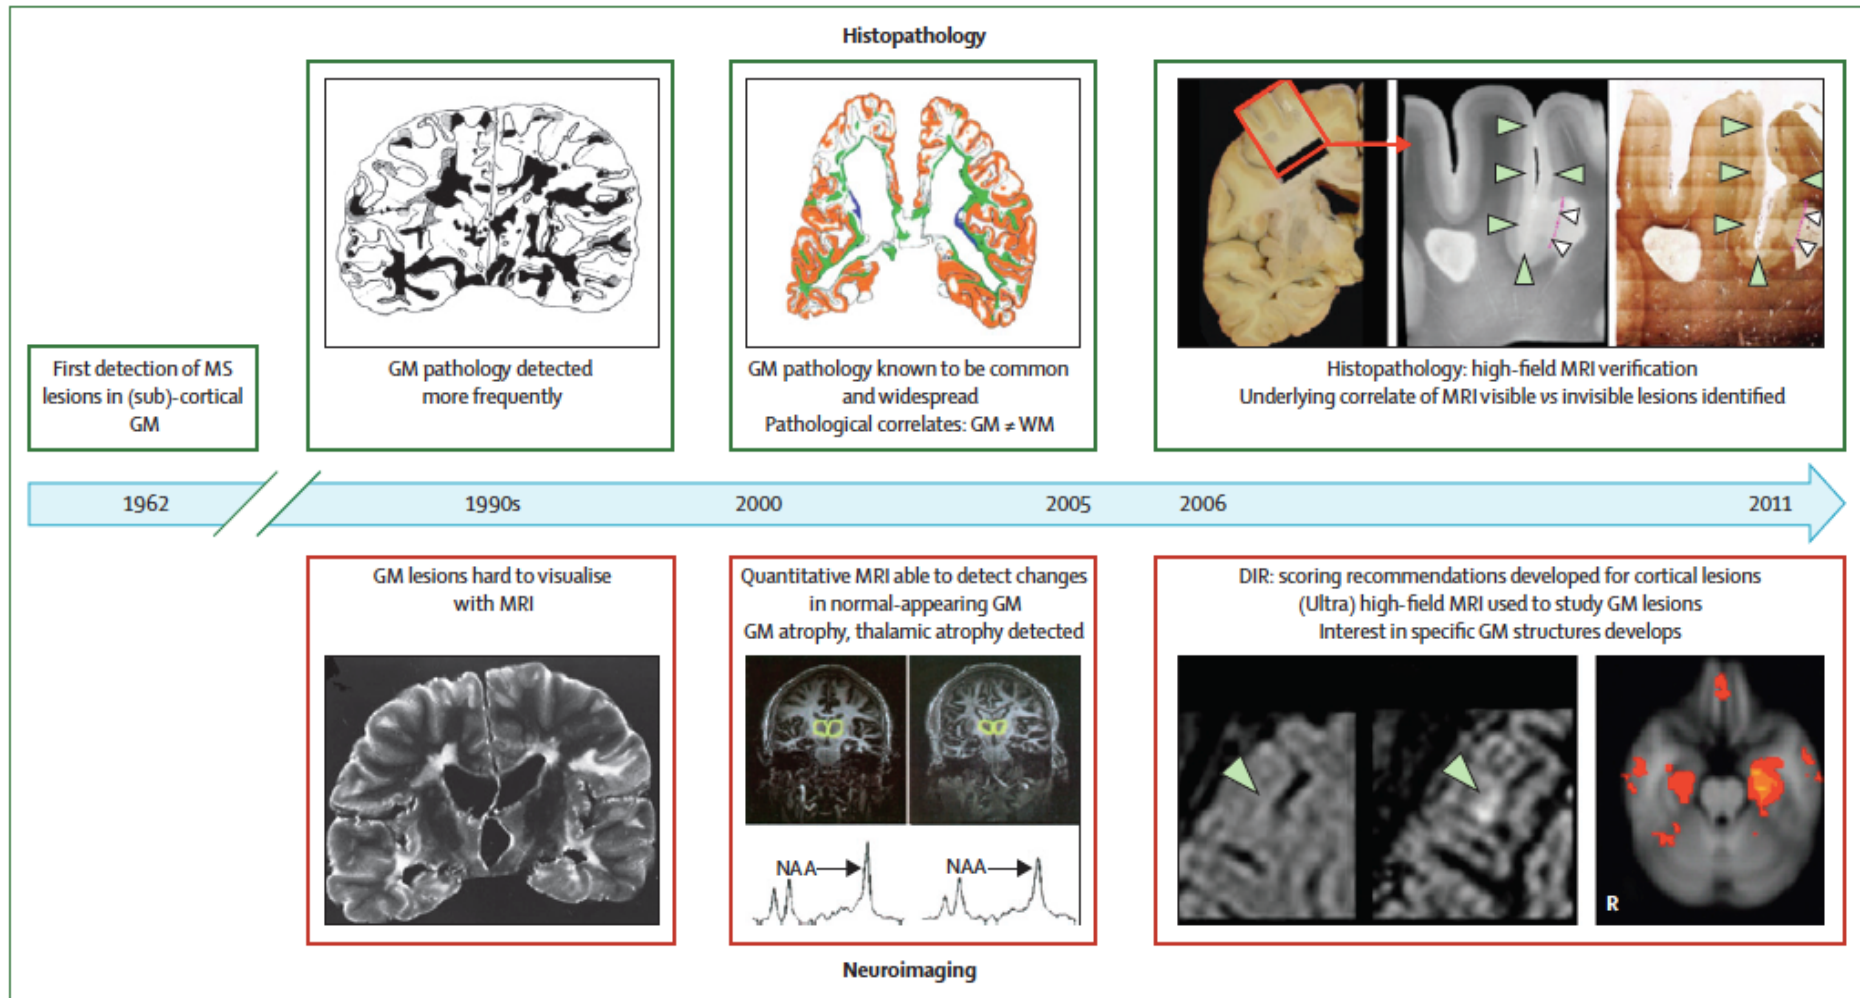 Histopathology
First detection of MS
lesions in (sub)-cortical
GM
GM pathology detected
more frequently
GM pathology known to be common
and widespread
Pathological correlates: GM ≠ WM
Histopathology: high-field MRI verification
Underlying correlate of MRI visible vs invisible lesions identified
1962
1990s
2000
2005
2006
2011
GM lesions hard to visualise
with MRI
Quantitative MRI able to detect changes
in normal-appearing GM
GM atrophy, thalamic atrophy detected
NAA
NAA
DIR: scoring recommendations developed for cortical lesions
(Ultra) high-field MRI used to study GM lesions
Interest in specific GM structures develops
R
Neuroimaging